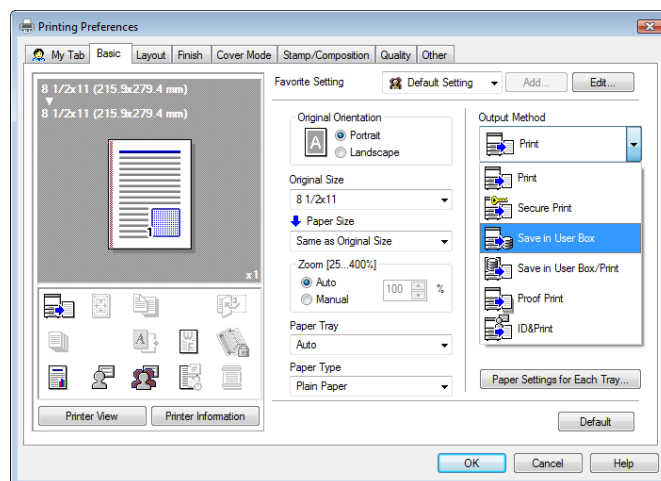 Printing Preferences
My Tab
Basic
Layout
Finish
Cover Mode
Stamp/Composition
Quality
Other
8 1/2x11 (215.9x279.4 mm)
8 1/2x11 (215.9x279.4 mm)
1
x1
Printer View
Printer Information
Favorite Setting
Default Setting
Add...
Edit...
Original Orientation
A
Portrait
Landscape
Original Size
8 1/2x11
Paper Size
Same as Original Size
Zoom [25...400%]
Auto
Manual
100
%
Paper Tray
Auto
Paper Type
Plain Paper
Output Method
Print
Print
Secure Print
Save in User Box
Save in User Box/Print
Proof Print
ID&Print
Paper Settings for Each Tray...
Default
OK
Cancel
Help